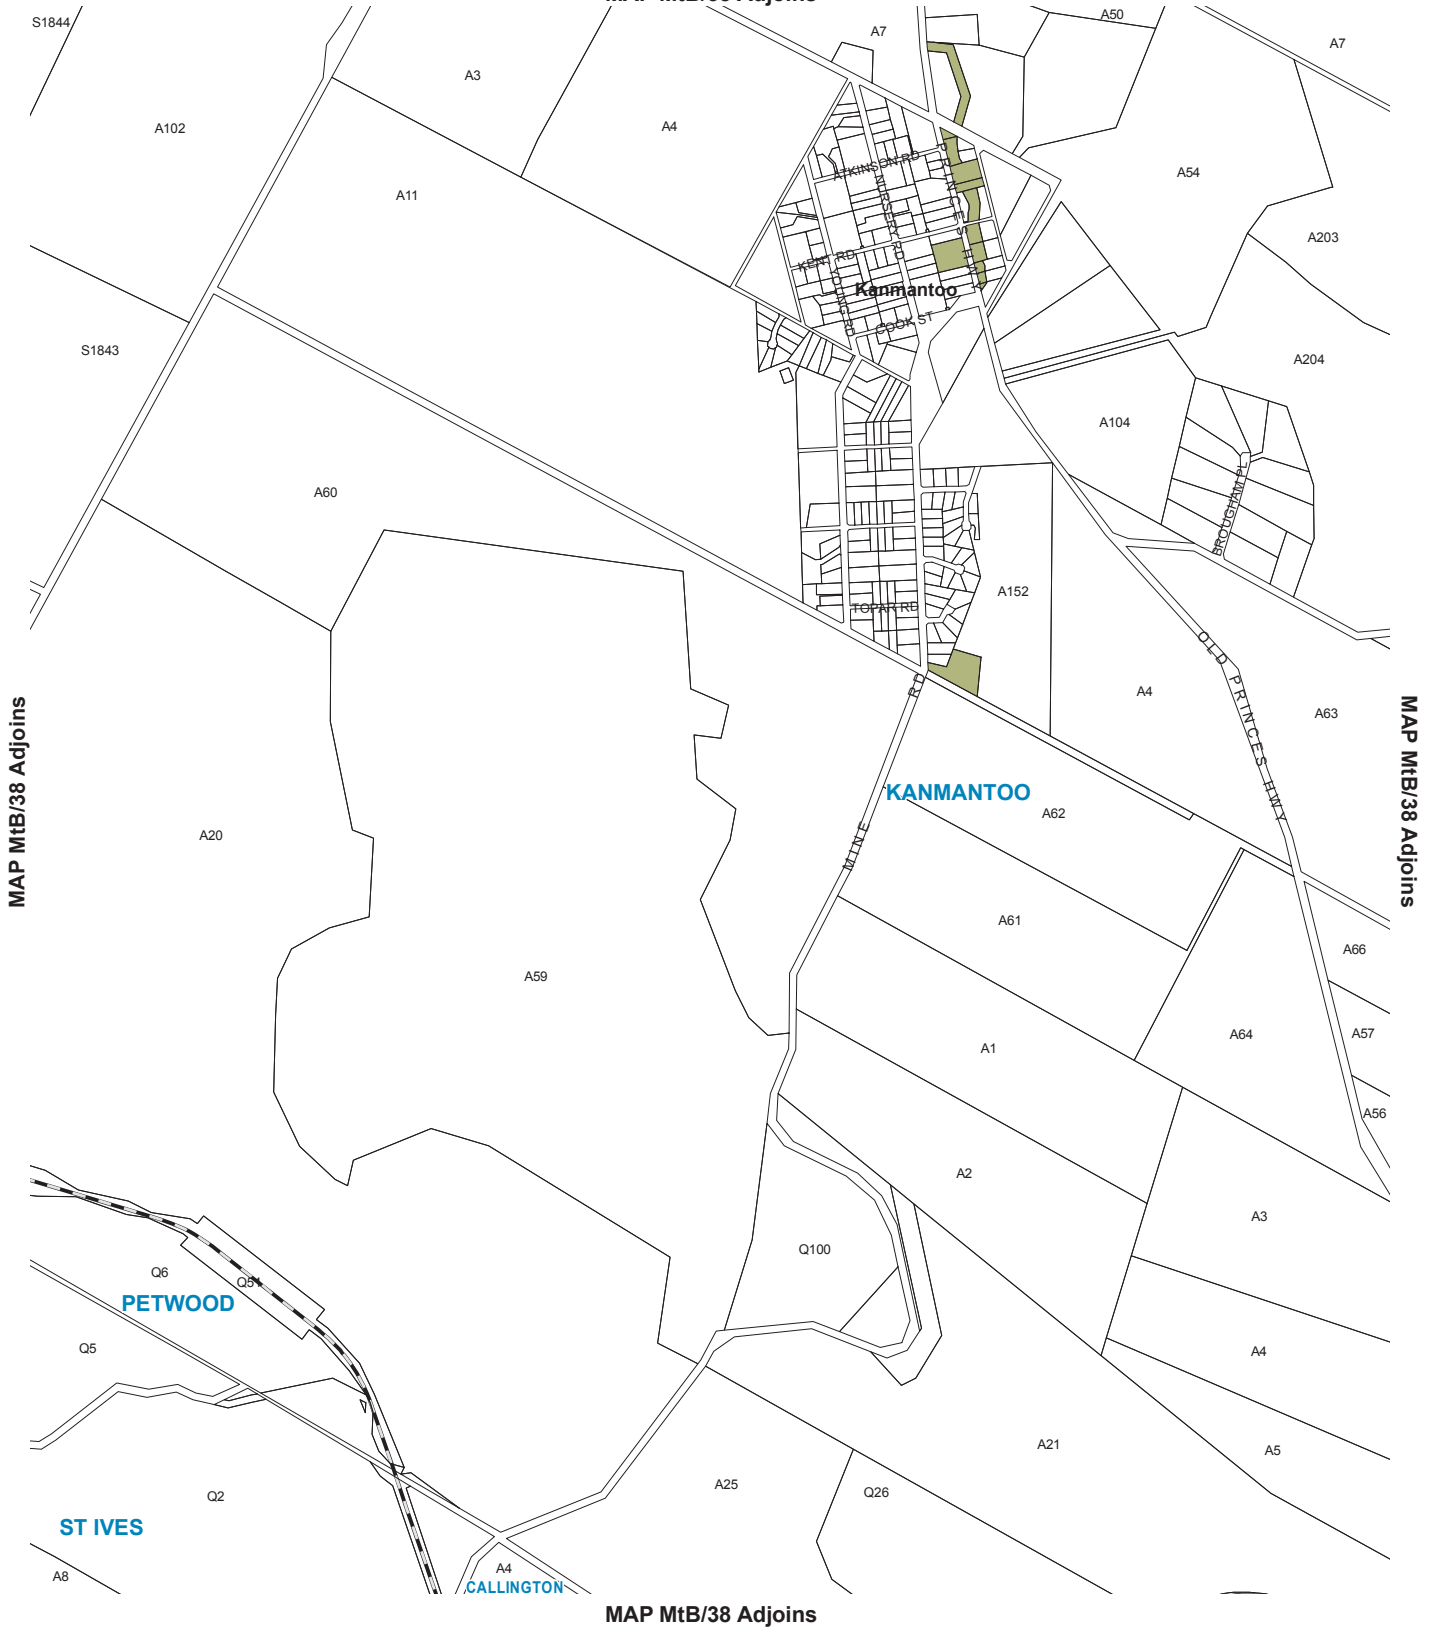 S1844
A50
A7
A7
A3
A102
A4
ATKINSON RD
PRINCES HWY
A54
A11
NURSERY RD
A203
KENT RD
YOUNG RD
Kanmantoo
COOK ST
S1843
A204
A104
A60
BROUGHAM PL
A152
TOPAR RD
OLD PRINCES HWY
A4
A63
MAP MtB/38 Adjoins
MAP MtB/38 Adjoins
MINE RD
KANMANTOO
A62
A20
A61
A66
A59
A64
A57
A1
A56
A2
A3
Q100
Q6
Q51
PETWOOD
Q5
A4
A21
A5
A25
Q26
Q2
ST IVES
A8
A4
CALLINGTON
MAP MtB/38 Adjoins